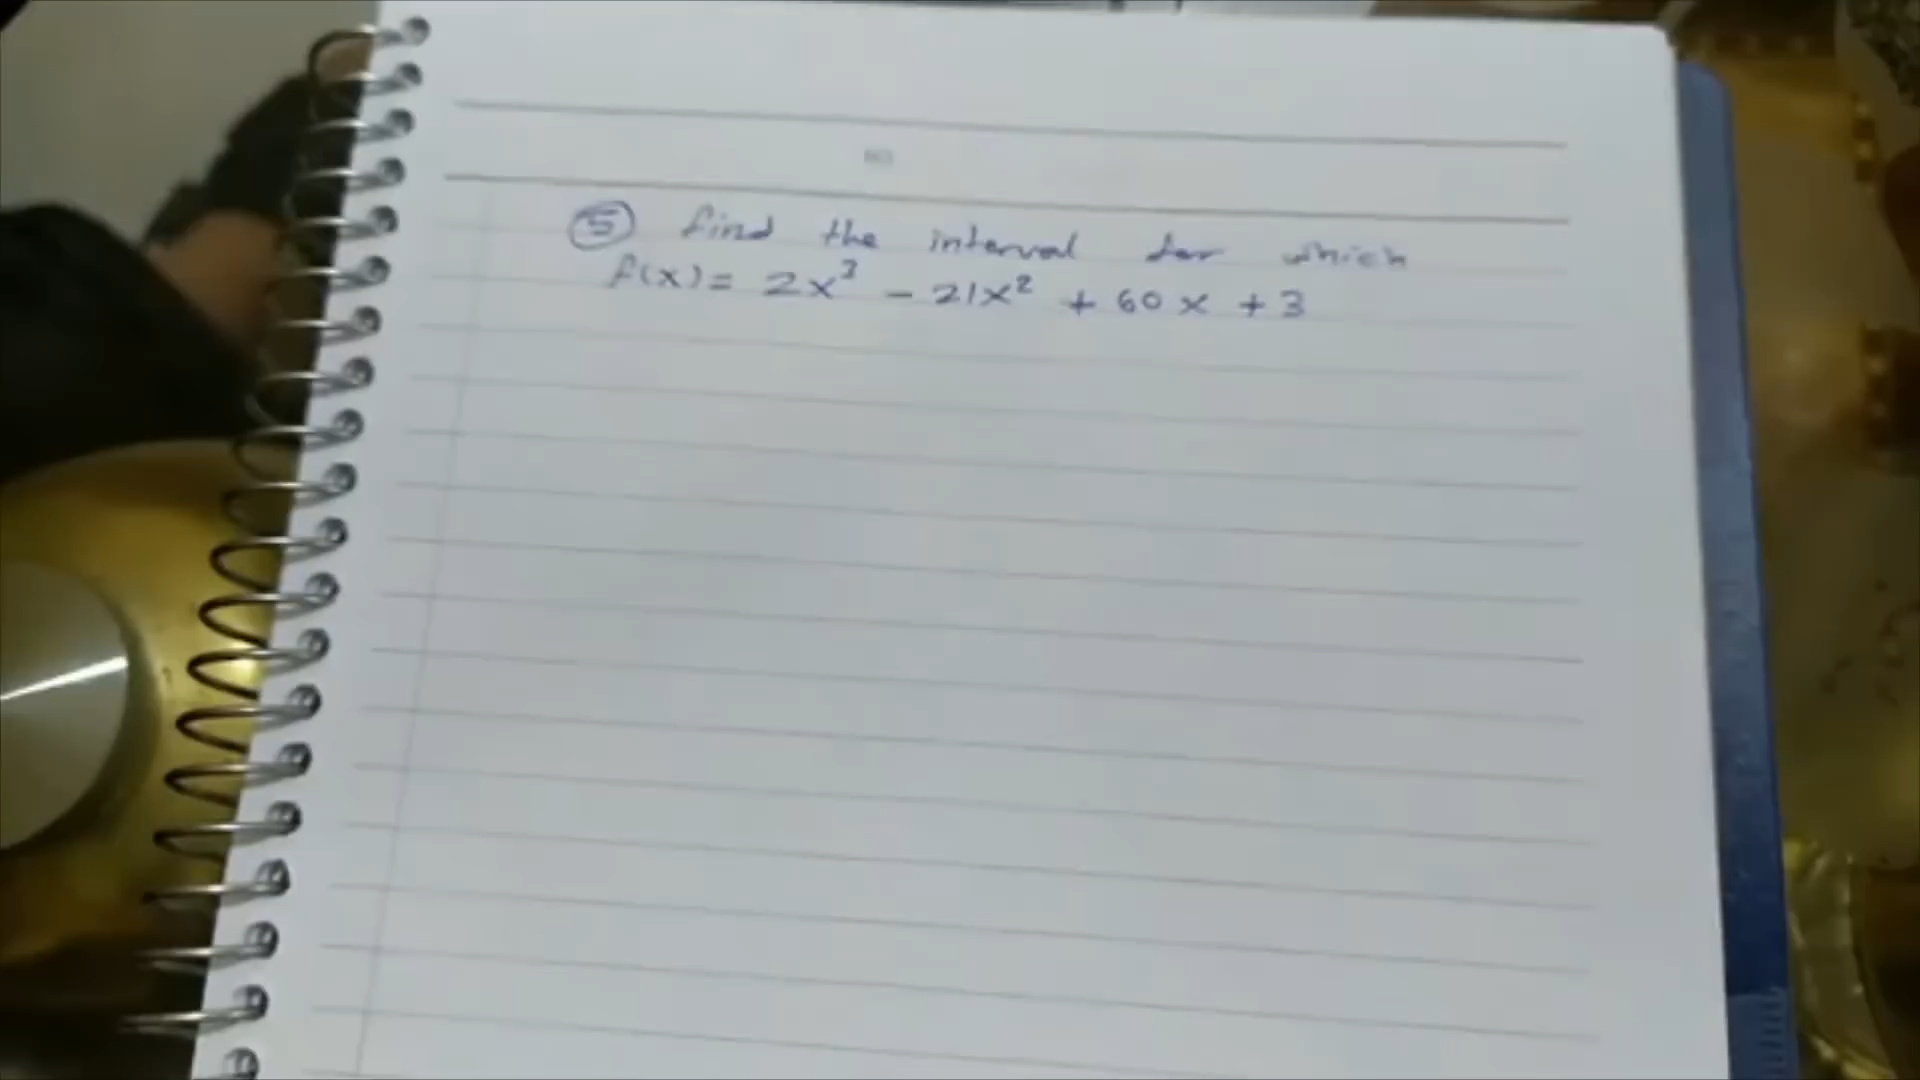 ⑤ find the interval for which
f(x) = 2x³ - 21x² + 60x + 3